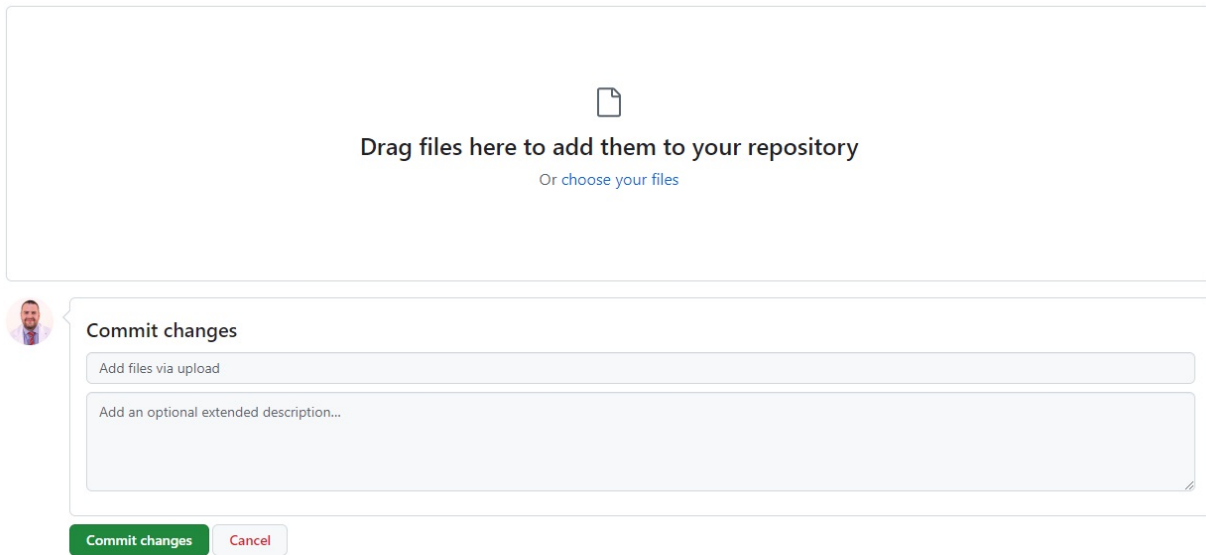 Drag files here to add them to your repository
Or choose your files
Commit changes
Add files via upload
Add an optional extended description...
Commit changes
Cancel